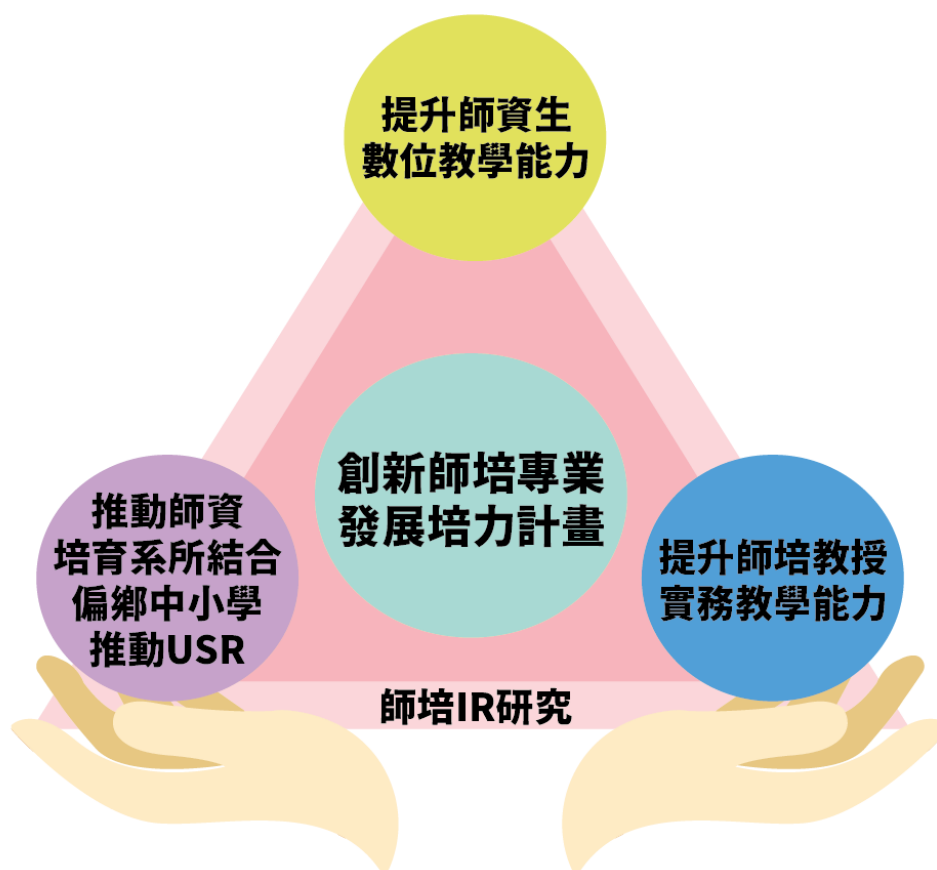 提升師資生
數位教學能力
創新師培專業
發展培力計畫
推動師資
培育系所結合
偏鄉中小學
推動USR
提升師培教授
實務教學能力
師培IR研究